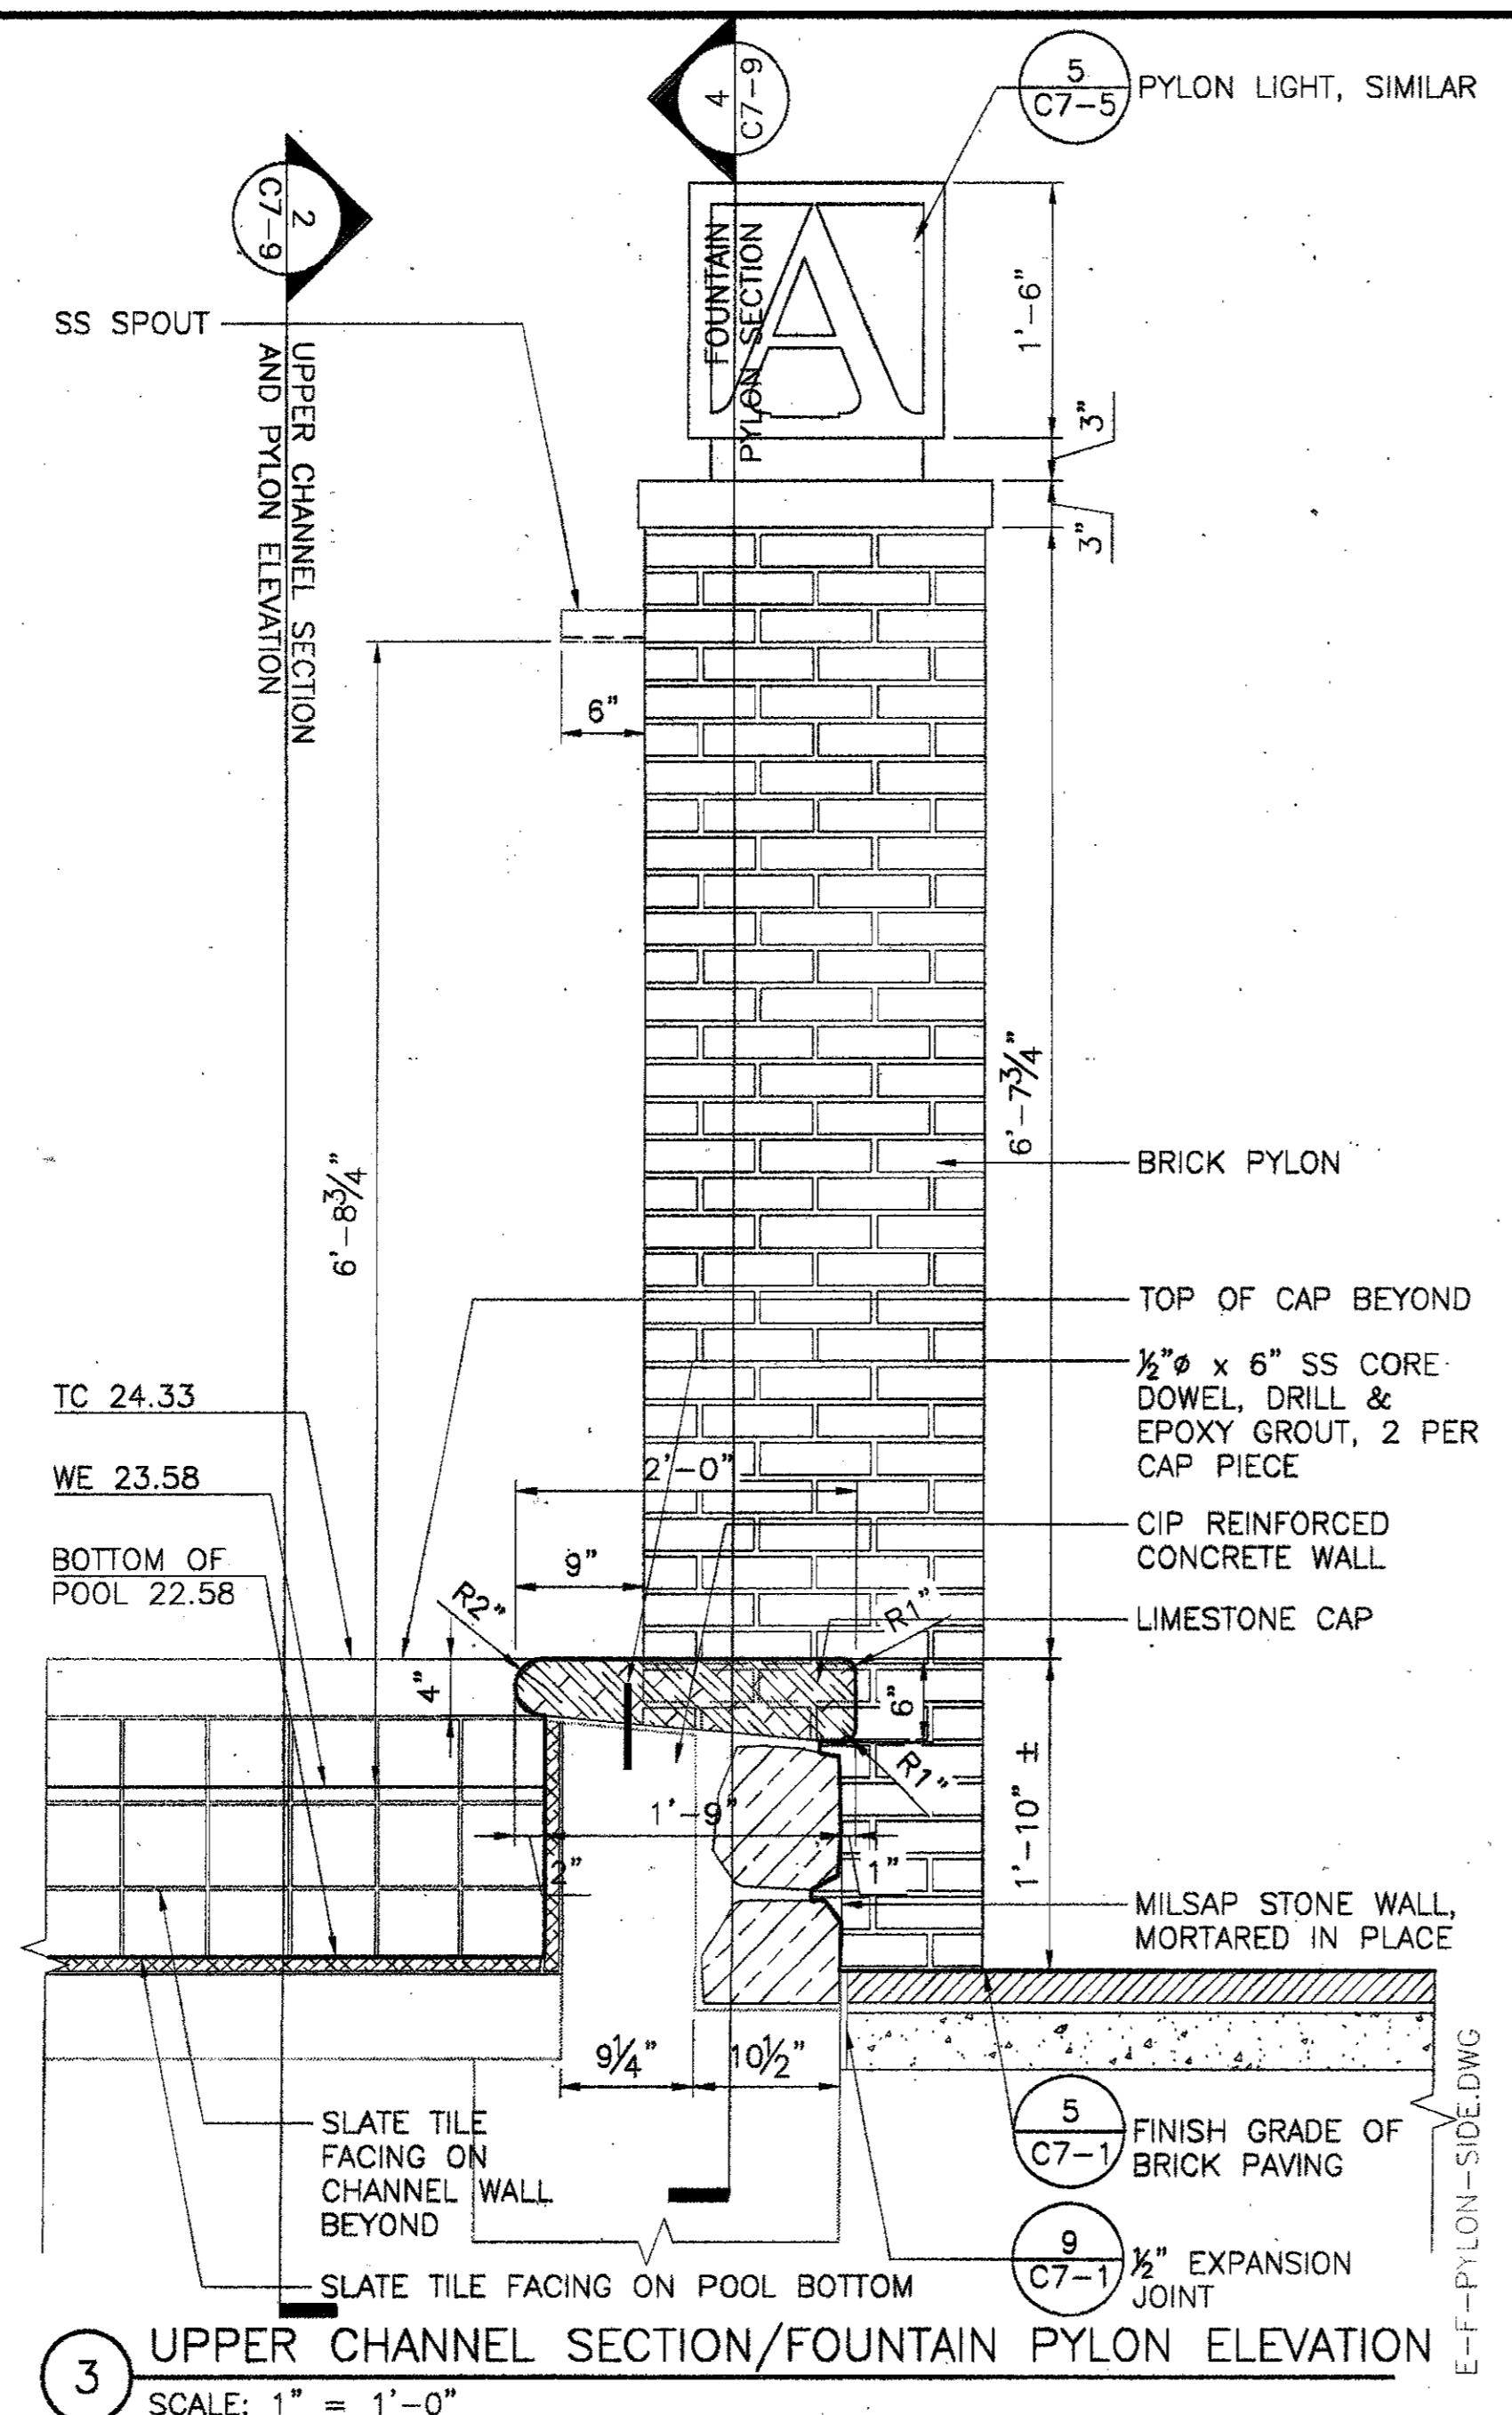 5
C7-5
PYLON LIGHT, SIMILAR
4
C7-9
2
C7-9
FOUNTAIN
PYLON SECTION
A
1'-6"
3"
3"
SS SPOUT
UPPER CHANNEL SECTION
AND PYLON ELEVATION
6"
6'-7¾"
6'-8¾"
BRICK PYLON
TOP OF CAP BEYOND
½"ø x 6" SS CORE
DOWEL, DRILL &
EPOXY GROUT, 2 PER
CAP PIECE
TC 24.33
2'-0"
WE 23.58
CIP REINFORCED
CONCRETE WALL
BOTTOM OF
POOL 22.58
9"
R2"
R1"
LIMESTONE CAP
4"
6"
R1"
1'-10" ±
1'-9"
2"
1"
MILSAP STONE WALL,
MORTARED IN PLACE
9¼"
10½"
5
C7-1
FINISH GRADE OF
BRICK PAVING
SLATE TILE
FACING ON
CHANNEL WALL
BEYOND
9
C7-1
½" EXPANSION
JOINT
SLATE TILE FACING ON POOL BOTTOM
E-F-PYLON-SIDE.DWG
3
UPPER CHANNEL SECTION/FOUNTAIN PYLON ELEVATION
SCALE: 1" = 1'-0"